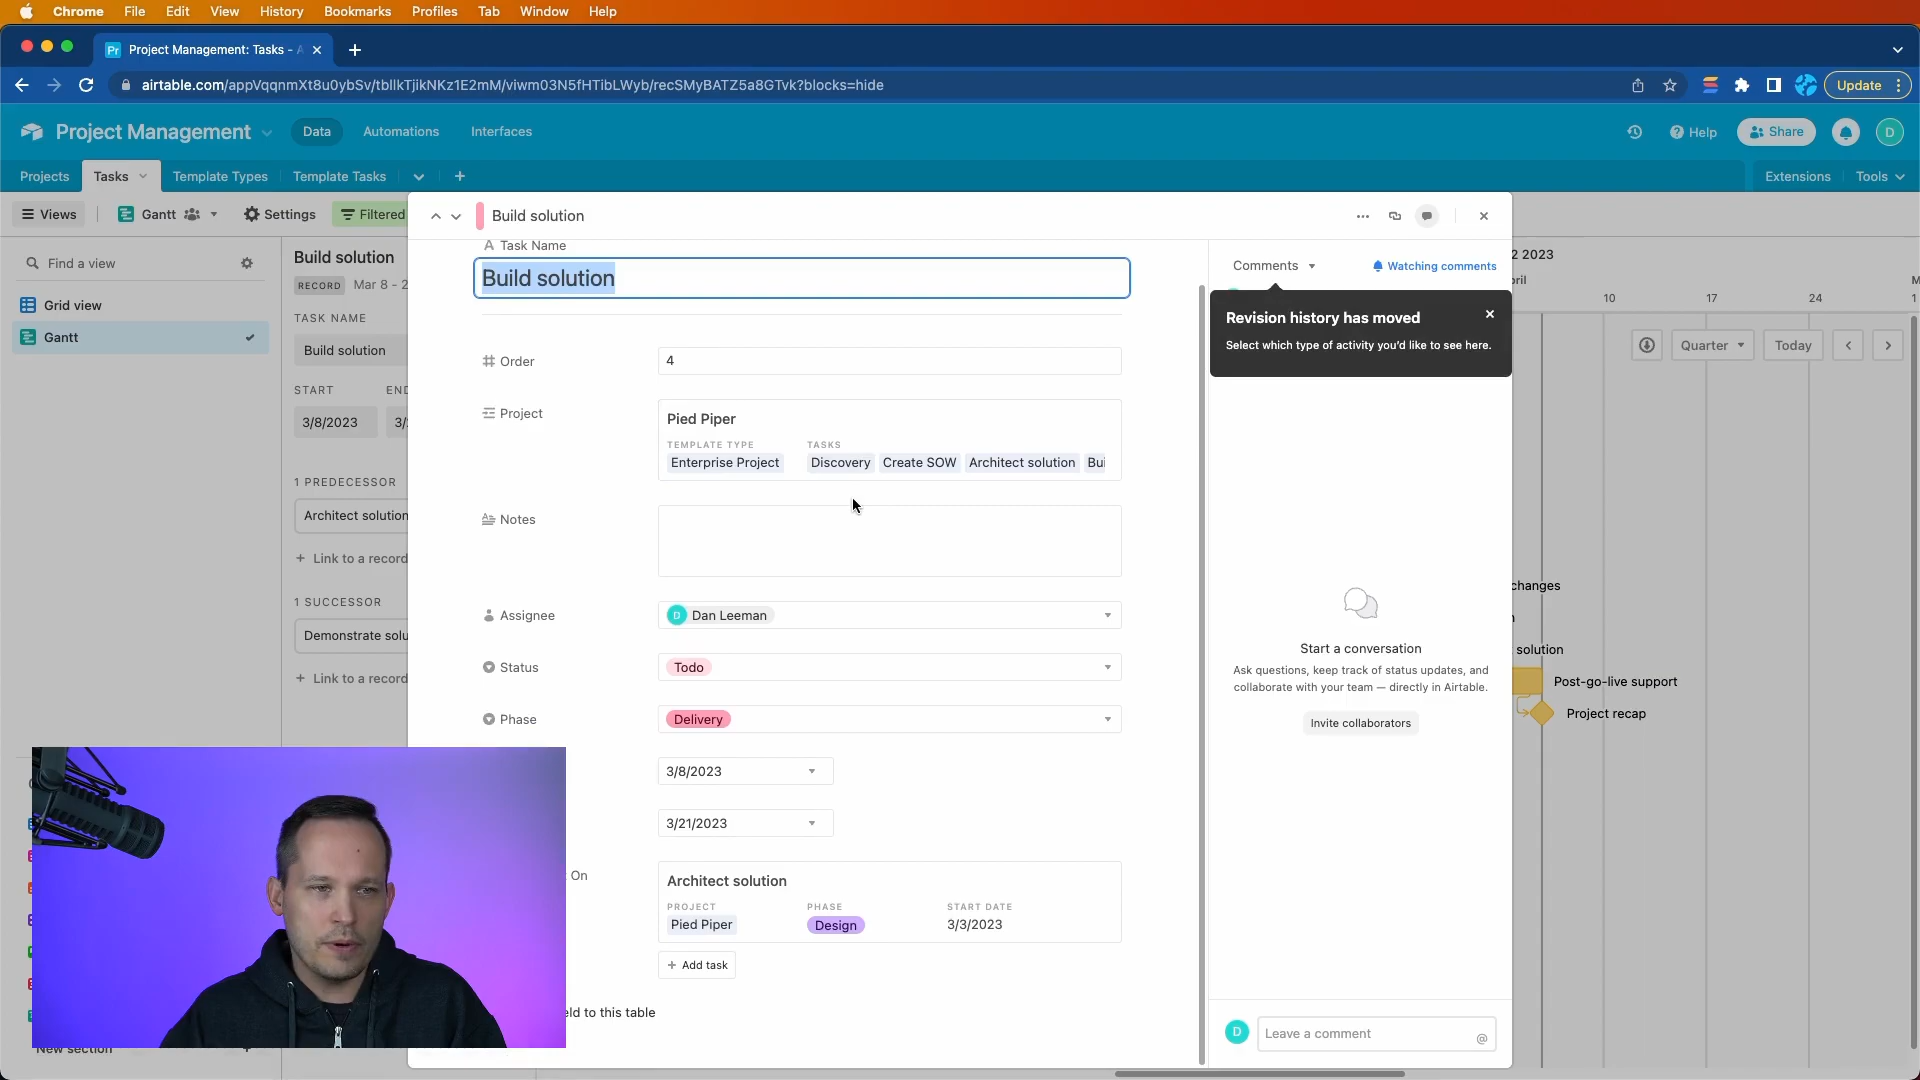 Chrome File Edit View History Bookmarks Profiles Tab Window Help
Pr Project Management: Tasks -
airtable.com/appVqqnmXt8u0ybSv/tbllkTjikNKz1E2mM/viwm03N5fHTibLWyb/recSMyBATZ5a8GTvk?blocks=hide
Update
Project Management Data Automations Interfaces
Help Share D
Projects Tasks Template Types Template Tasks
Extensions Tools
Views Gantt Settings Filtered
Build solution
Find a view
Grid view
Gantt
New section
Build solution
RECORD Mar 8 - 2
TASK NAME
Build solution
START EN
3/8/2023 3/
1 PREDECESSOR
Architect solution
+ Link to a record
1 SUCCESSOR
Demonstrate solu
+ Link to a record
Task Name
Build solution
Order 4
Project
Pied Piper
TEMPLATE TYPE TASKS
Enterprise Project Discovery Create SOW Architect solution Bui
Notes
Assignee D Dan Leeman
Status Todo
Phase Delivery
3/8/2023
3/21/2023
On
Architect solution
PROJECT PHASE START DATE
Pied Piper Design 3/3/2023
+ Add task
eld to this table
Comments Watching comments
Revision history has moved
Select which type of activity you'd like to see here.
Start a conversation
Ask questions, keep track of status updates, and
collaborate with your team — directly in Airtable.
Invite collaborators
D Leave a comment @
2 2023
pril M
10 17 24 1
Quarter Today
changes
n
solution
Post-go-live support
Project recap